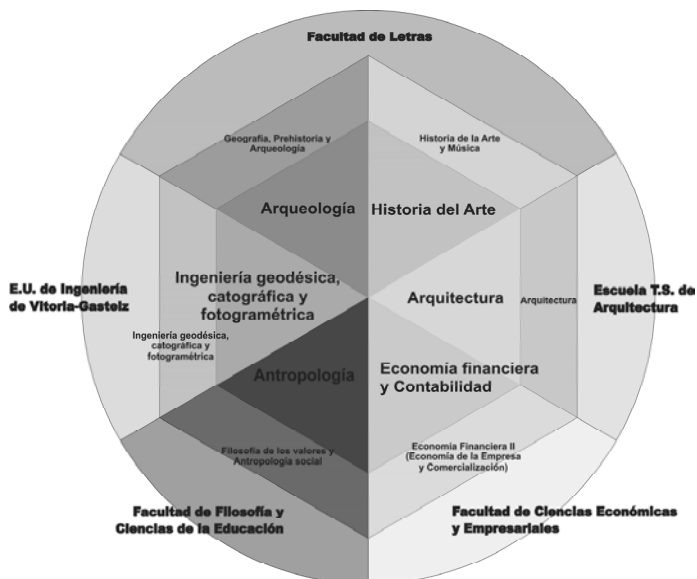 Facultad de Letras
Geografía, Prehistoria y
Arqueología
Historia de la Arte
y Música
Arqueología
Historia del Arte
E.U. de Ingeniería
de Vitoria-Gasteiz
Ingeniería geodésica,
catográfica y
fotogramétrica
Arquitectura
Arquitectura
Escuela T.S. de
Arquitectura
Ingeniería geodésica,
catográfica y
fotogramétrica
Antropología
Economía financiera
y Contabilidad
Filosofía de los valores y
Antropología social
Economía Financiera II
(Economía de la Empresa
y Comercialización)
Facultad de Filosofía y
Ciencias de la Educación
Facultad de Ciencias Económicas
y Empresariales